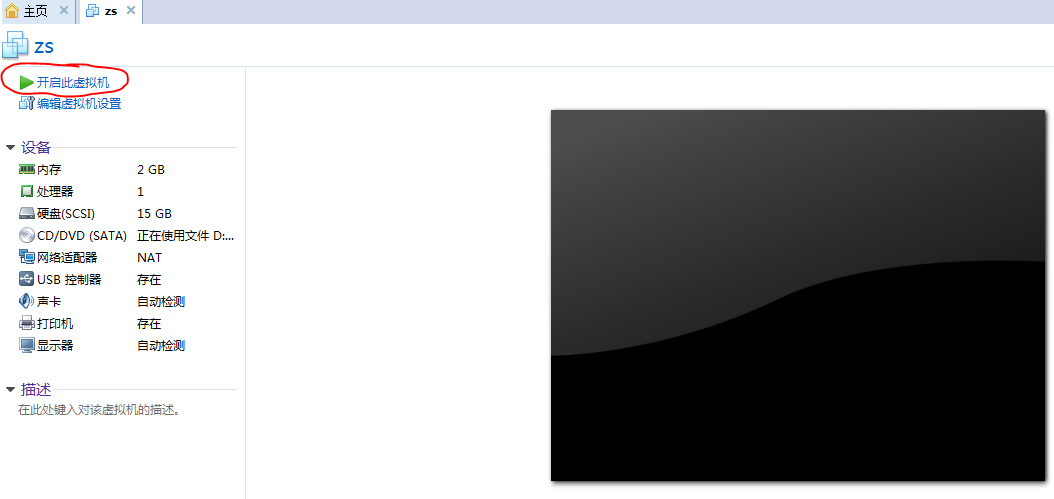 主页 zs
zs
开启此虚拟机
编辑虚拟机设置
设备
内存 2 GB
处理器 1
硬盘(SCSI) 15 GB
CD/DVD (SATA) 正在使用文件 D:...
网络适配器 NAT
USB 控制器 存在
声卡 自动检测
打印机 存在
显示器 自动检测
描述
在此处键入对该虚拟机的描述。